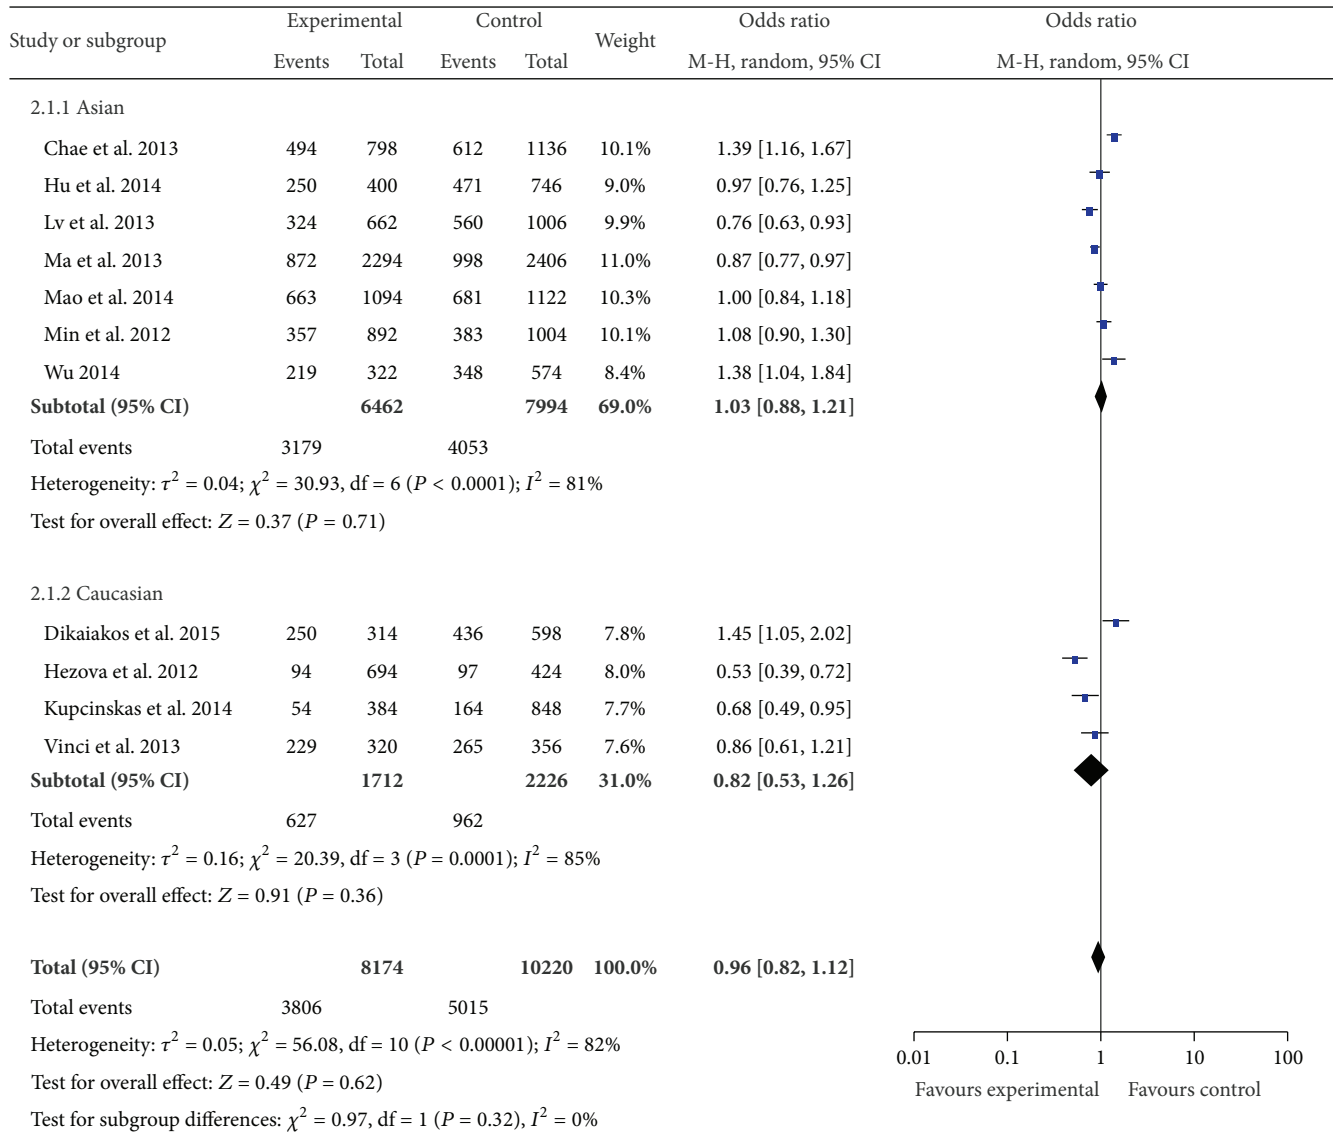 Study or subgroup Experimental Control Weight Odds ratio Odds ratio
Events Total Events Total M-H, random, 95% CI M-H, random, 95% CI
2.1.1 Asian
Chae et al. 2013 494 798 612 1136 10.1% 1.39 [1.16, 1.67]
Hu et al. 2014 250 400 471 746 9.0% 0.97 [0.76, 1.25]
Lv et al. 2013 324 662 560 1006 9.9% 0.76 [0.63, 0.93]
Ma et al. 2013 872 2294 998 2406 11.0% 0.87 [0.77, 0.97]
Mao et al. 2014 663 1094 681 1122 10.3% 1.00 [0.84, 1.18]
Min et al. 2012 357 892 383 1004 10.1% 1.08 [0.90, 1.30]
Wu 2014 219 322 348 574 8.4% 1.38 [1.04, 1.84]
Subtotal (95% CI) 6462 7994 69.0% 1.03 [0.88, 1.21]
Total events 3179 4053
Heterogeneity: τ² = 0.04; χ² = 30.93, df = 6 (P < 0.0001); I² = 81%
Test for overall effect: Z = 0.37 (P = 0.71)
2.1.2 Caucasian
Dikaiakos et al. 2015 250 314 436 598 7.8% 1.45 [1.05, 2.02]
Hezova et al. 2012 94 694 97 424 8.0% 0.53 [0.39, 0.72]
Kupcinskas et al. 2014 54 384 164 848 7.7% 0.68 [0.49, 0.95]
Vinci et al. 2013 229 320 265 356 7.6% 0.86 [0.61, 1.21]
Subtotal (95% CI) 1712 2226 31.0% 0.82 [0.53, 1.26]
Total events 627 962
Heterogeneity: τ² = 0.16; χ² = 20.39, df = 3 (P = 0.0001); I² = 85%
Test for overall effect: Z = 0.91 (P = 0.36)
Total (95% CI) 8174 10220 100.0% 0.96 [0.82, 1.12]
Total events 3806 5015
Heterogeneity: τ² = 0.05; χ² = 56.08, df = 10 (P < 0.00001); I² = 82%
Test for overall effect: Z = 0.49 (P = 0.62)
Test for subgroup differences: χ² = 0.97, df = 1 (P = 0.32), I² = 0%
0.01 0.1 1 10 100
Favours experimental Favours control